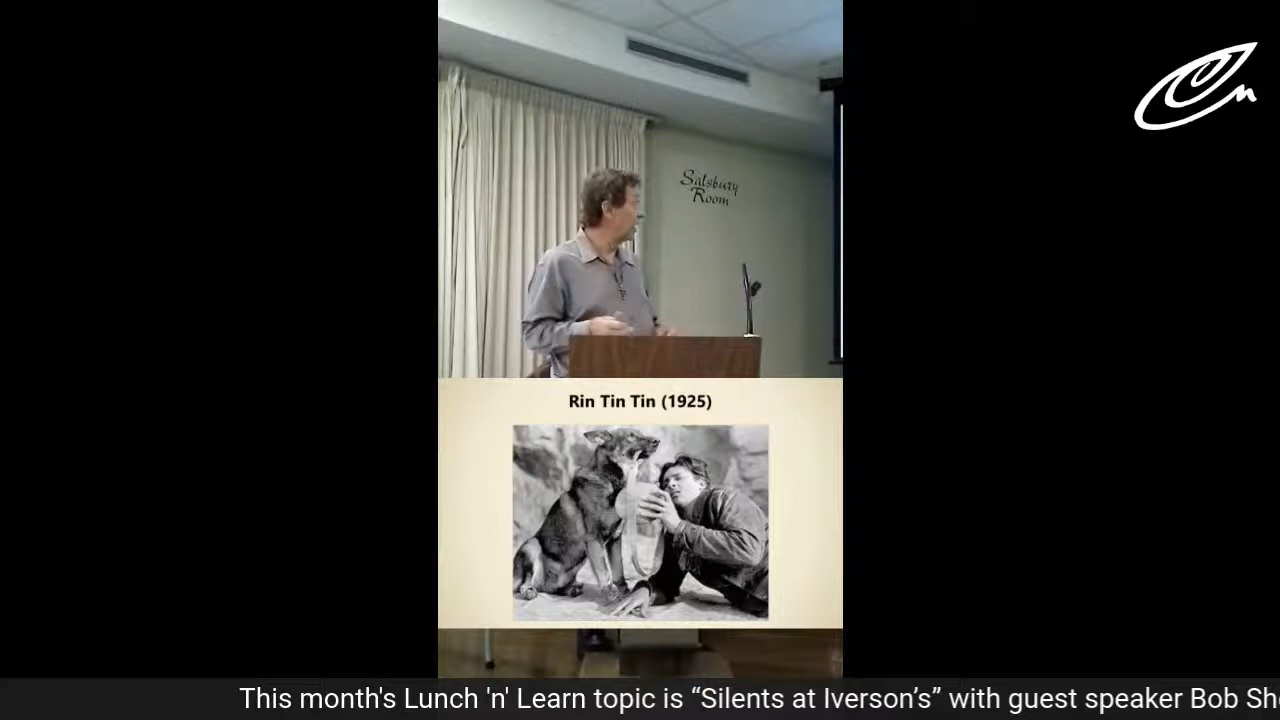 Salsbury
Room
Rin Tin Tin (1925)
This month's Lunch 'n' Learn topic is “Silents at Iverson’s” with guest speaker Bob Sh